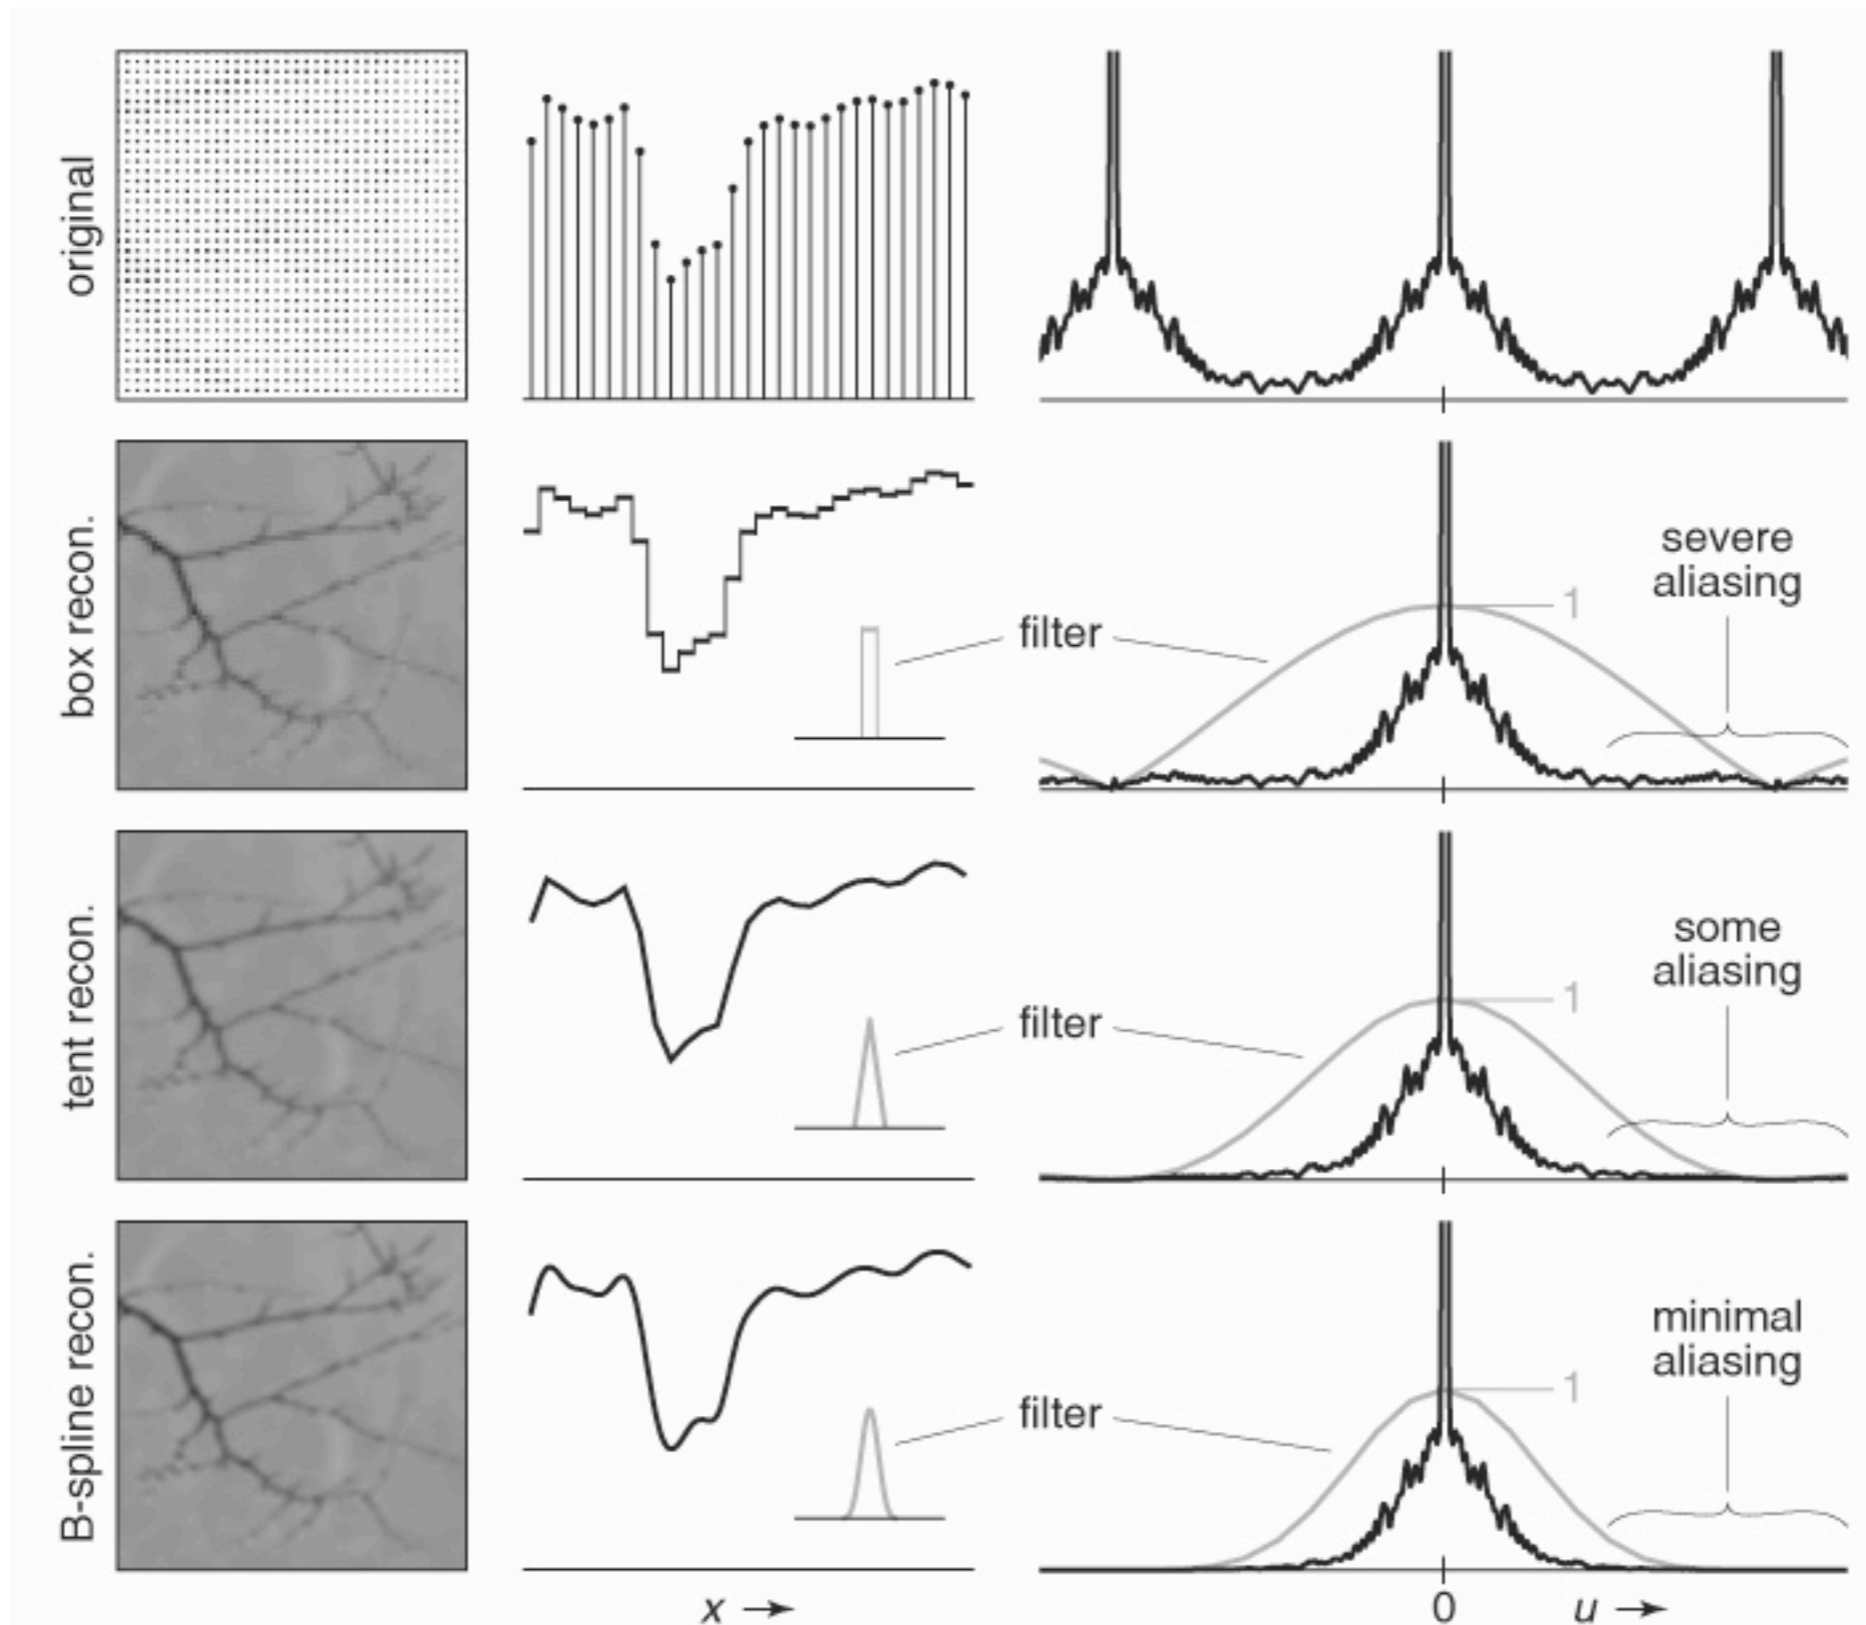 original
box recon.
filter
1
severe
aliasing
tent recon.
filter
1
some
aliasing
B-spline recon.
filter
1
minimal
aliasing
x
0
u